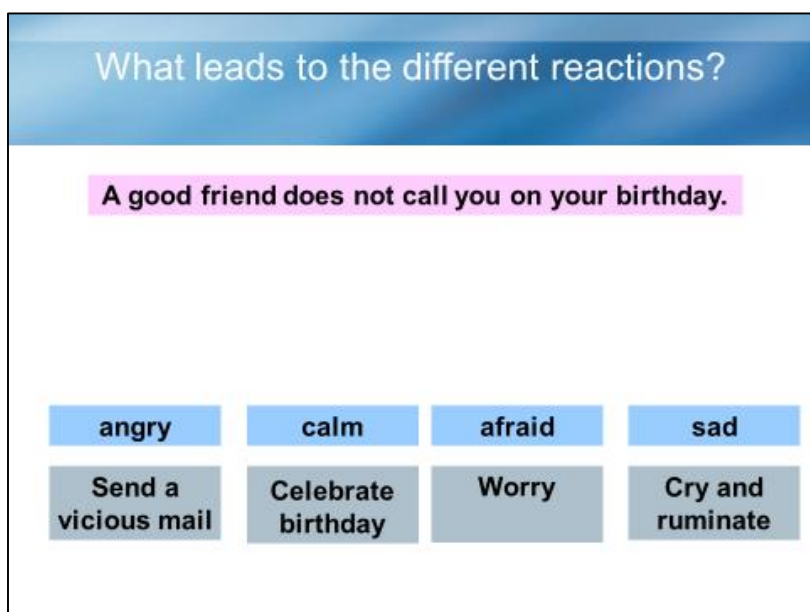 What leads to the different reactions?
A good friend does not call you on your birthday.
angry
calm
afraid
sad
Send a
vicious mail
Celebrate
birthday
Worry
Cry and
ruminate